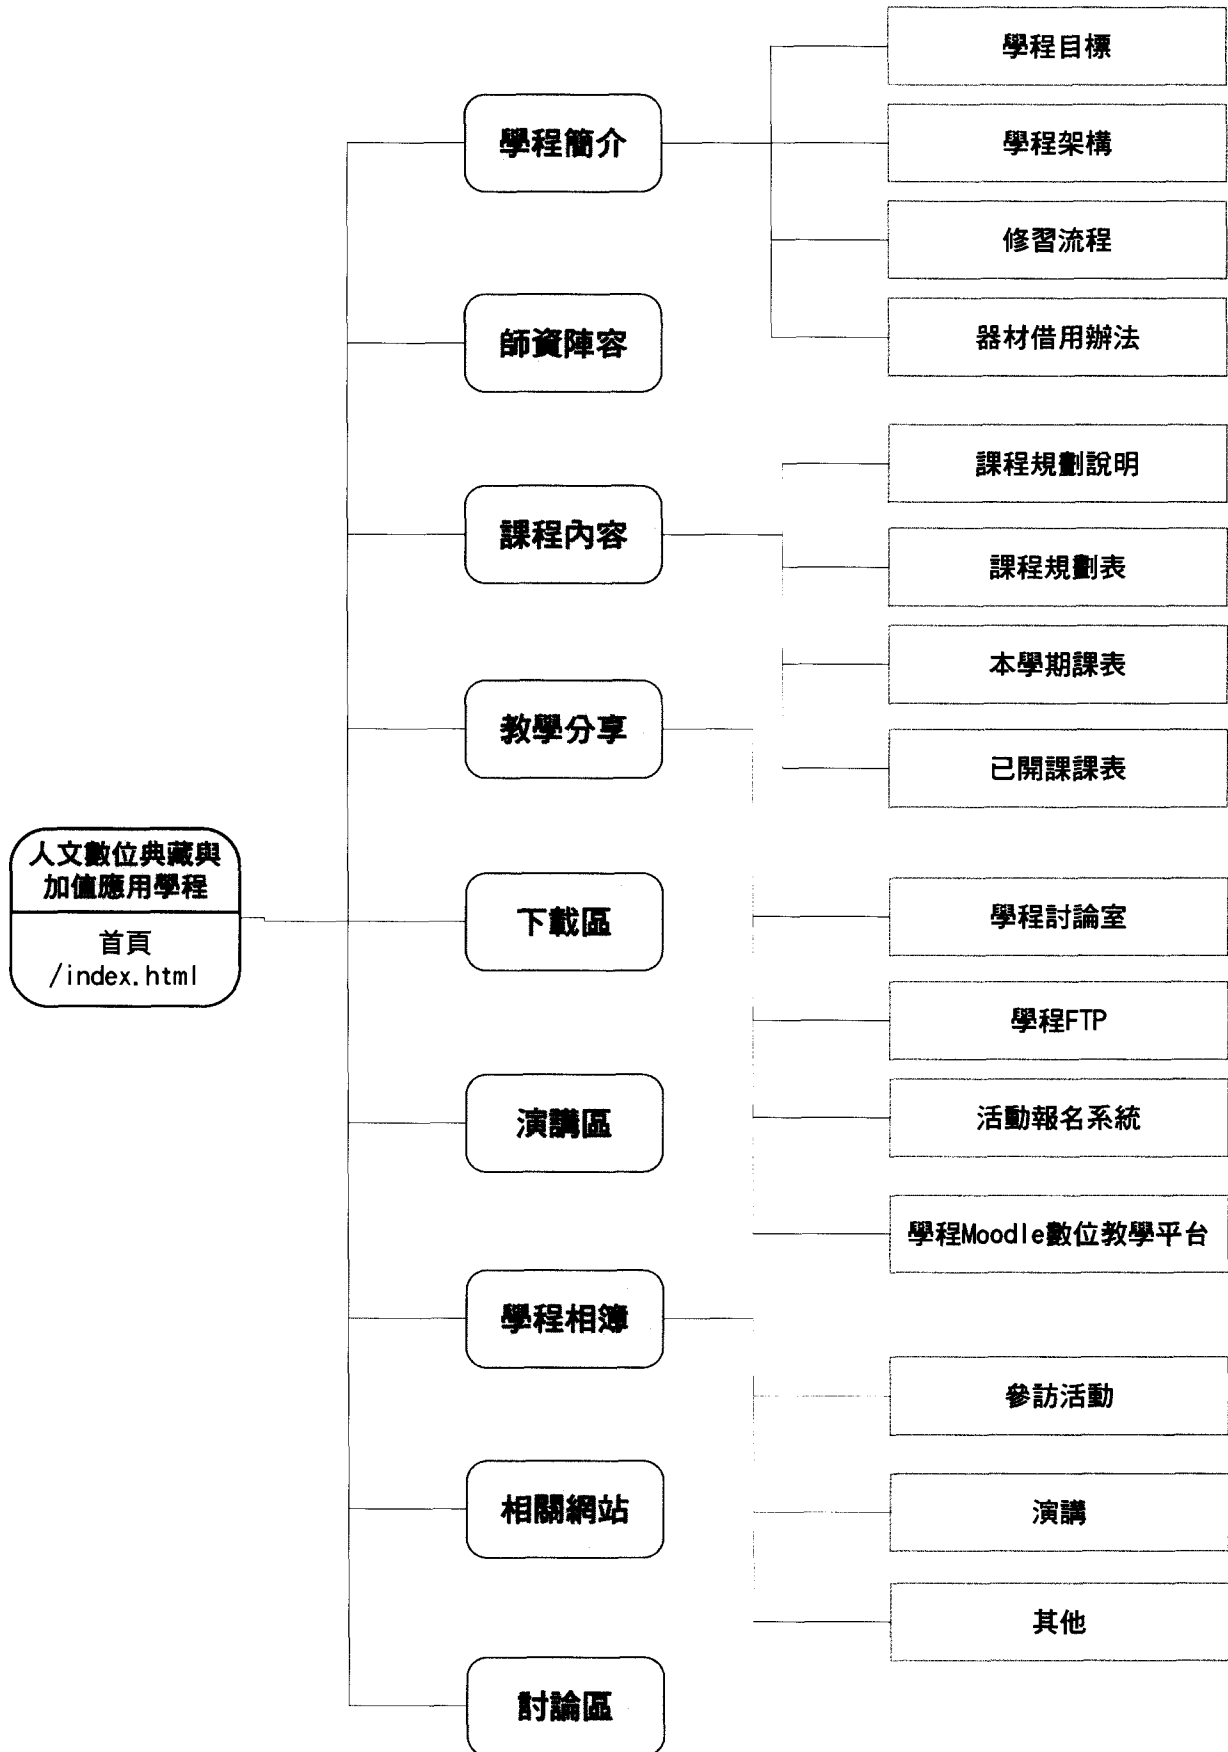 人文數位典藏與
加值應用學程
首頁
/index.html
學程簡介
學程目標
學程架構
修習流程
器材借用辦法
師資陣容
課程內容
課程規劃說明
課程規劃表
本學期課表
已開課課表
教學分享
學程討論室
學程FTP
活動報名系統
學程Moodle數位教學平台
下載區
演講區
學程相簿
參訪活動
演講
其他
相關網站
討論區